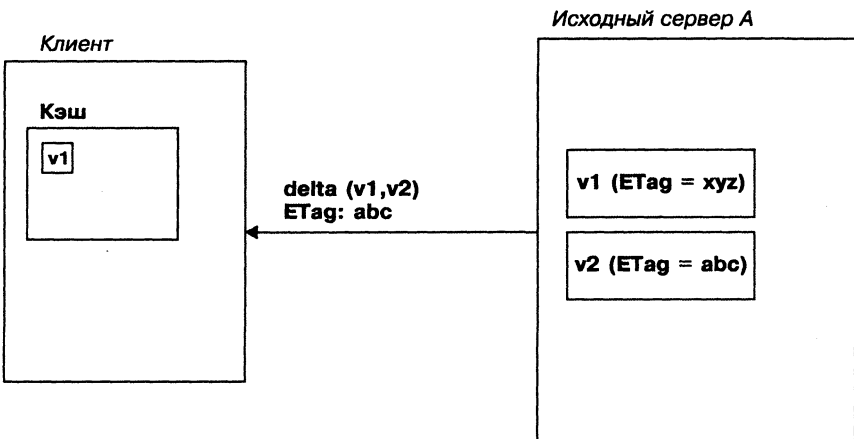 Исходный сервер А
Клиент
Кэш
v1
delta (v1,v2)
ETag: abc
v1 (ETag = xyz)
v2 (ETag = abc)